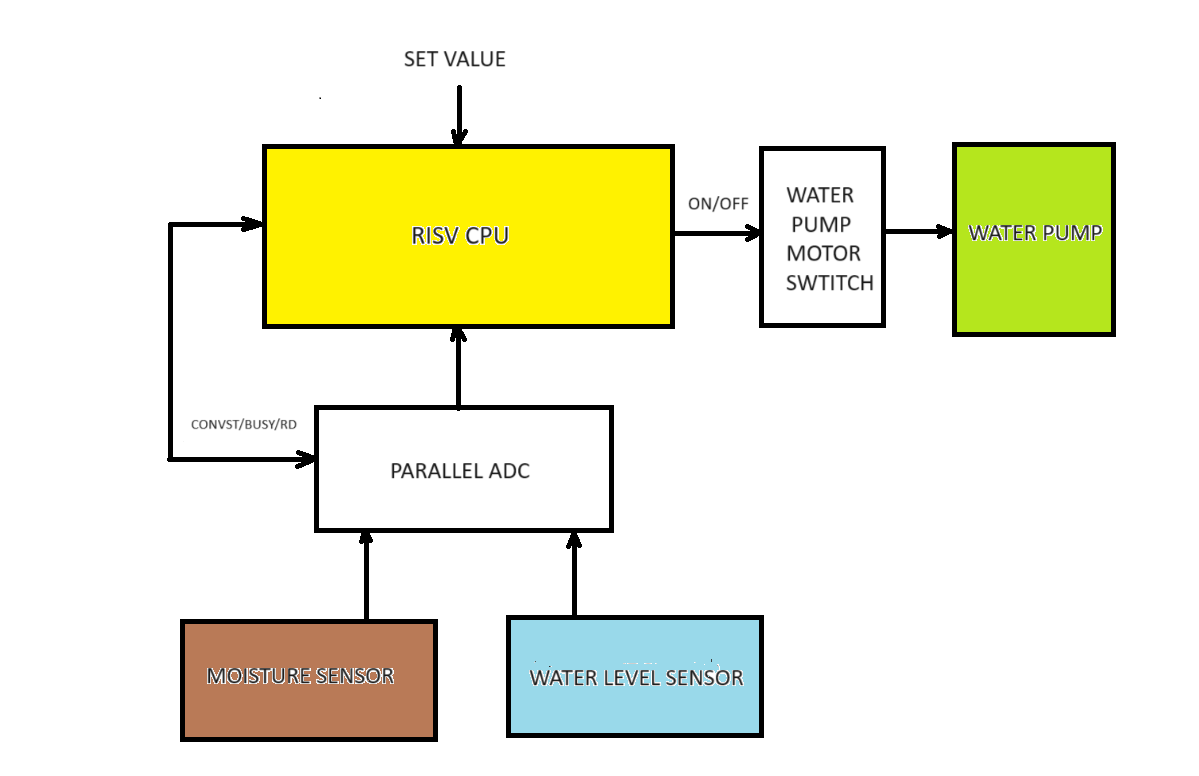 SET VALUE
RISV CPU
ON/OFF
WATER
PUMP
MOTOR
SWTITCH
WATER PUMP
CONVST/BUSY/RD
PARALLEL ADC
MOISTURE SENSOR
WATER LEVEL SENSOR